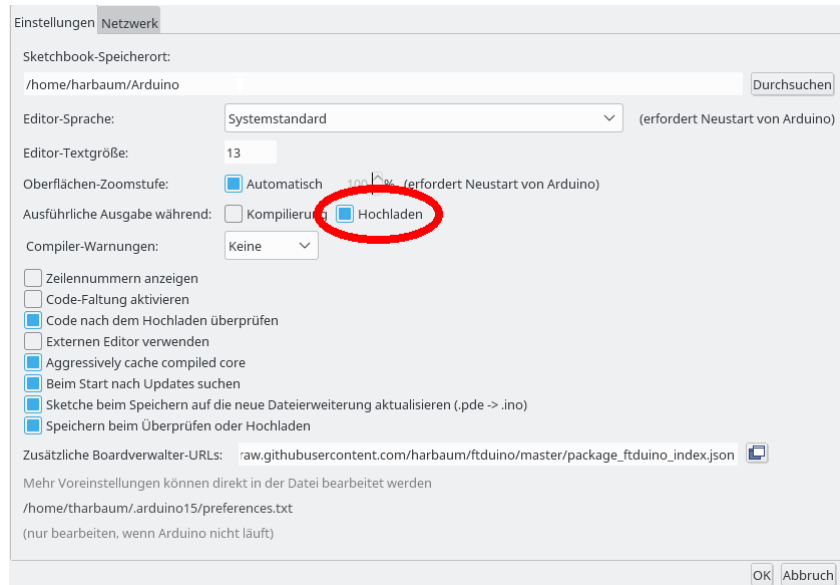 Einstellungen Netzwerk
Sketchbook-Speicherort:
/home/harbaum/Arduino Durchsuchen
Editor-Sprache: Systemstandard (erfordert Neustart von Arduino)
Editor-Textgröße: 13
Oberflächen-Zoomstufe: Automatisch 100 % (erfordert Neustart von Arduino)
Ausführliche Ausgabe während: Kompilierung Hochladen
Compiler-Warnungen: Keine
Zeilennummern anzeigen
Code-Faltung aktivieren
Code nach dem Hochladen überprüfen
Externen Editor verwenden
Aggressively cache compiled core
Beim Start nach Updates suchen
Sketche beim Speichern auf die neue Dateierweiterung aktualisieren (.pde -> .ino)
Speichern beim Überprüfen oder Hochladen
Zusätzliche Boardverwalter-URLs: raw.githubusercontent.com/harbaum/ftduino/master/package_ftduino_index.json
Mehr Voreinstellungen können direkt in der Datei bearbeitet werden
/home/tharbaum/.arduino15/preferences.txt
(nur bearbeiten, wenn Arduino nicht läuft)
OK Abbruch